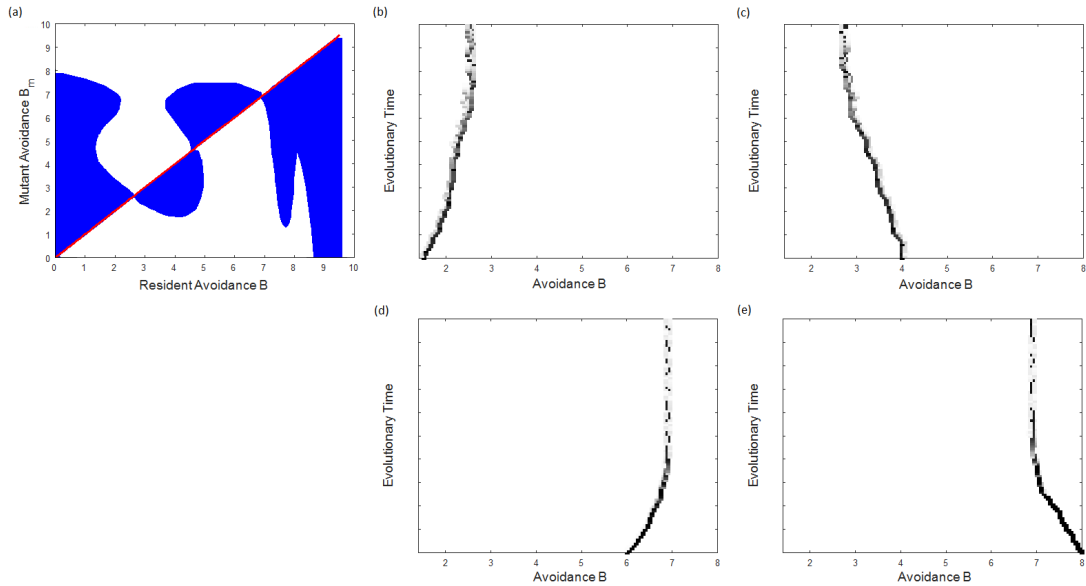 (a)
10
9
8
7
6
5
4
3
2
1
0
Mutant Avoidance Bm
0 1 2 3 4 5 6 7 8 9 10
Resident Avoidance B
(b)
Evolutionary Time
2 3 4 5 6 7 8
Avoidance B
(c)
Evolutionary Time
2 3 4 5 6 7 8
Avoidance B
(d)
Evolutionary Time
2 3 4 5 6 7 8
Avoidance B
(e)
Evolutionary Time
2 3 4 5 6 7 8
Avoidance B